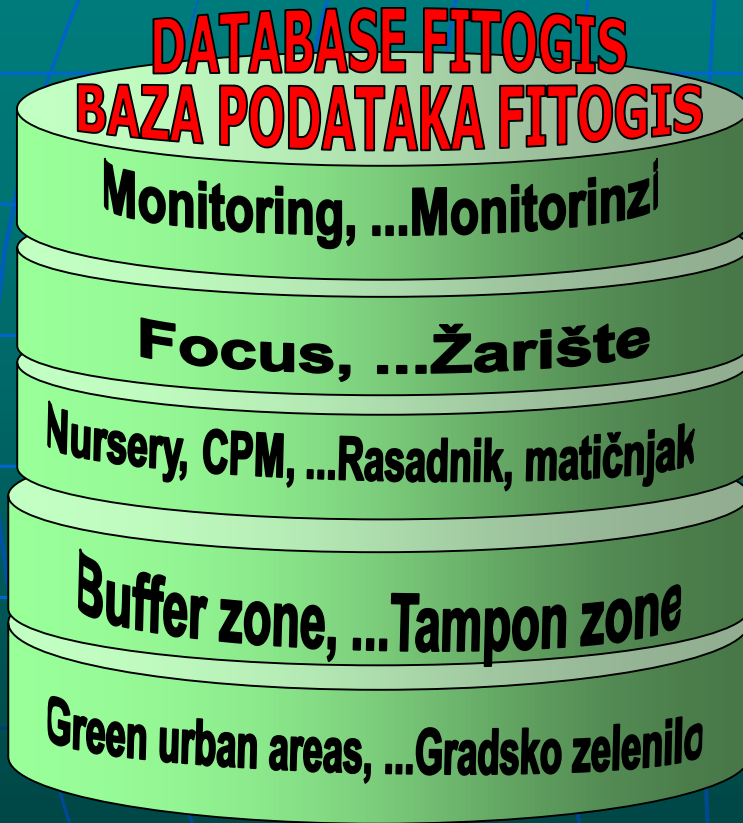 DATABASE FITOGIS
BAZA PODATAKA FITOGIS
Monitoring, ...Monitorinzi
Focus, ...Žarište
Nursery, CPM, ...Rasadnik, matičnjak
Buffer zone, ...Tampon zone
Green urban areas, ...Gradsko zelenilo